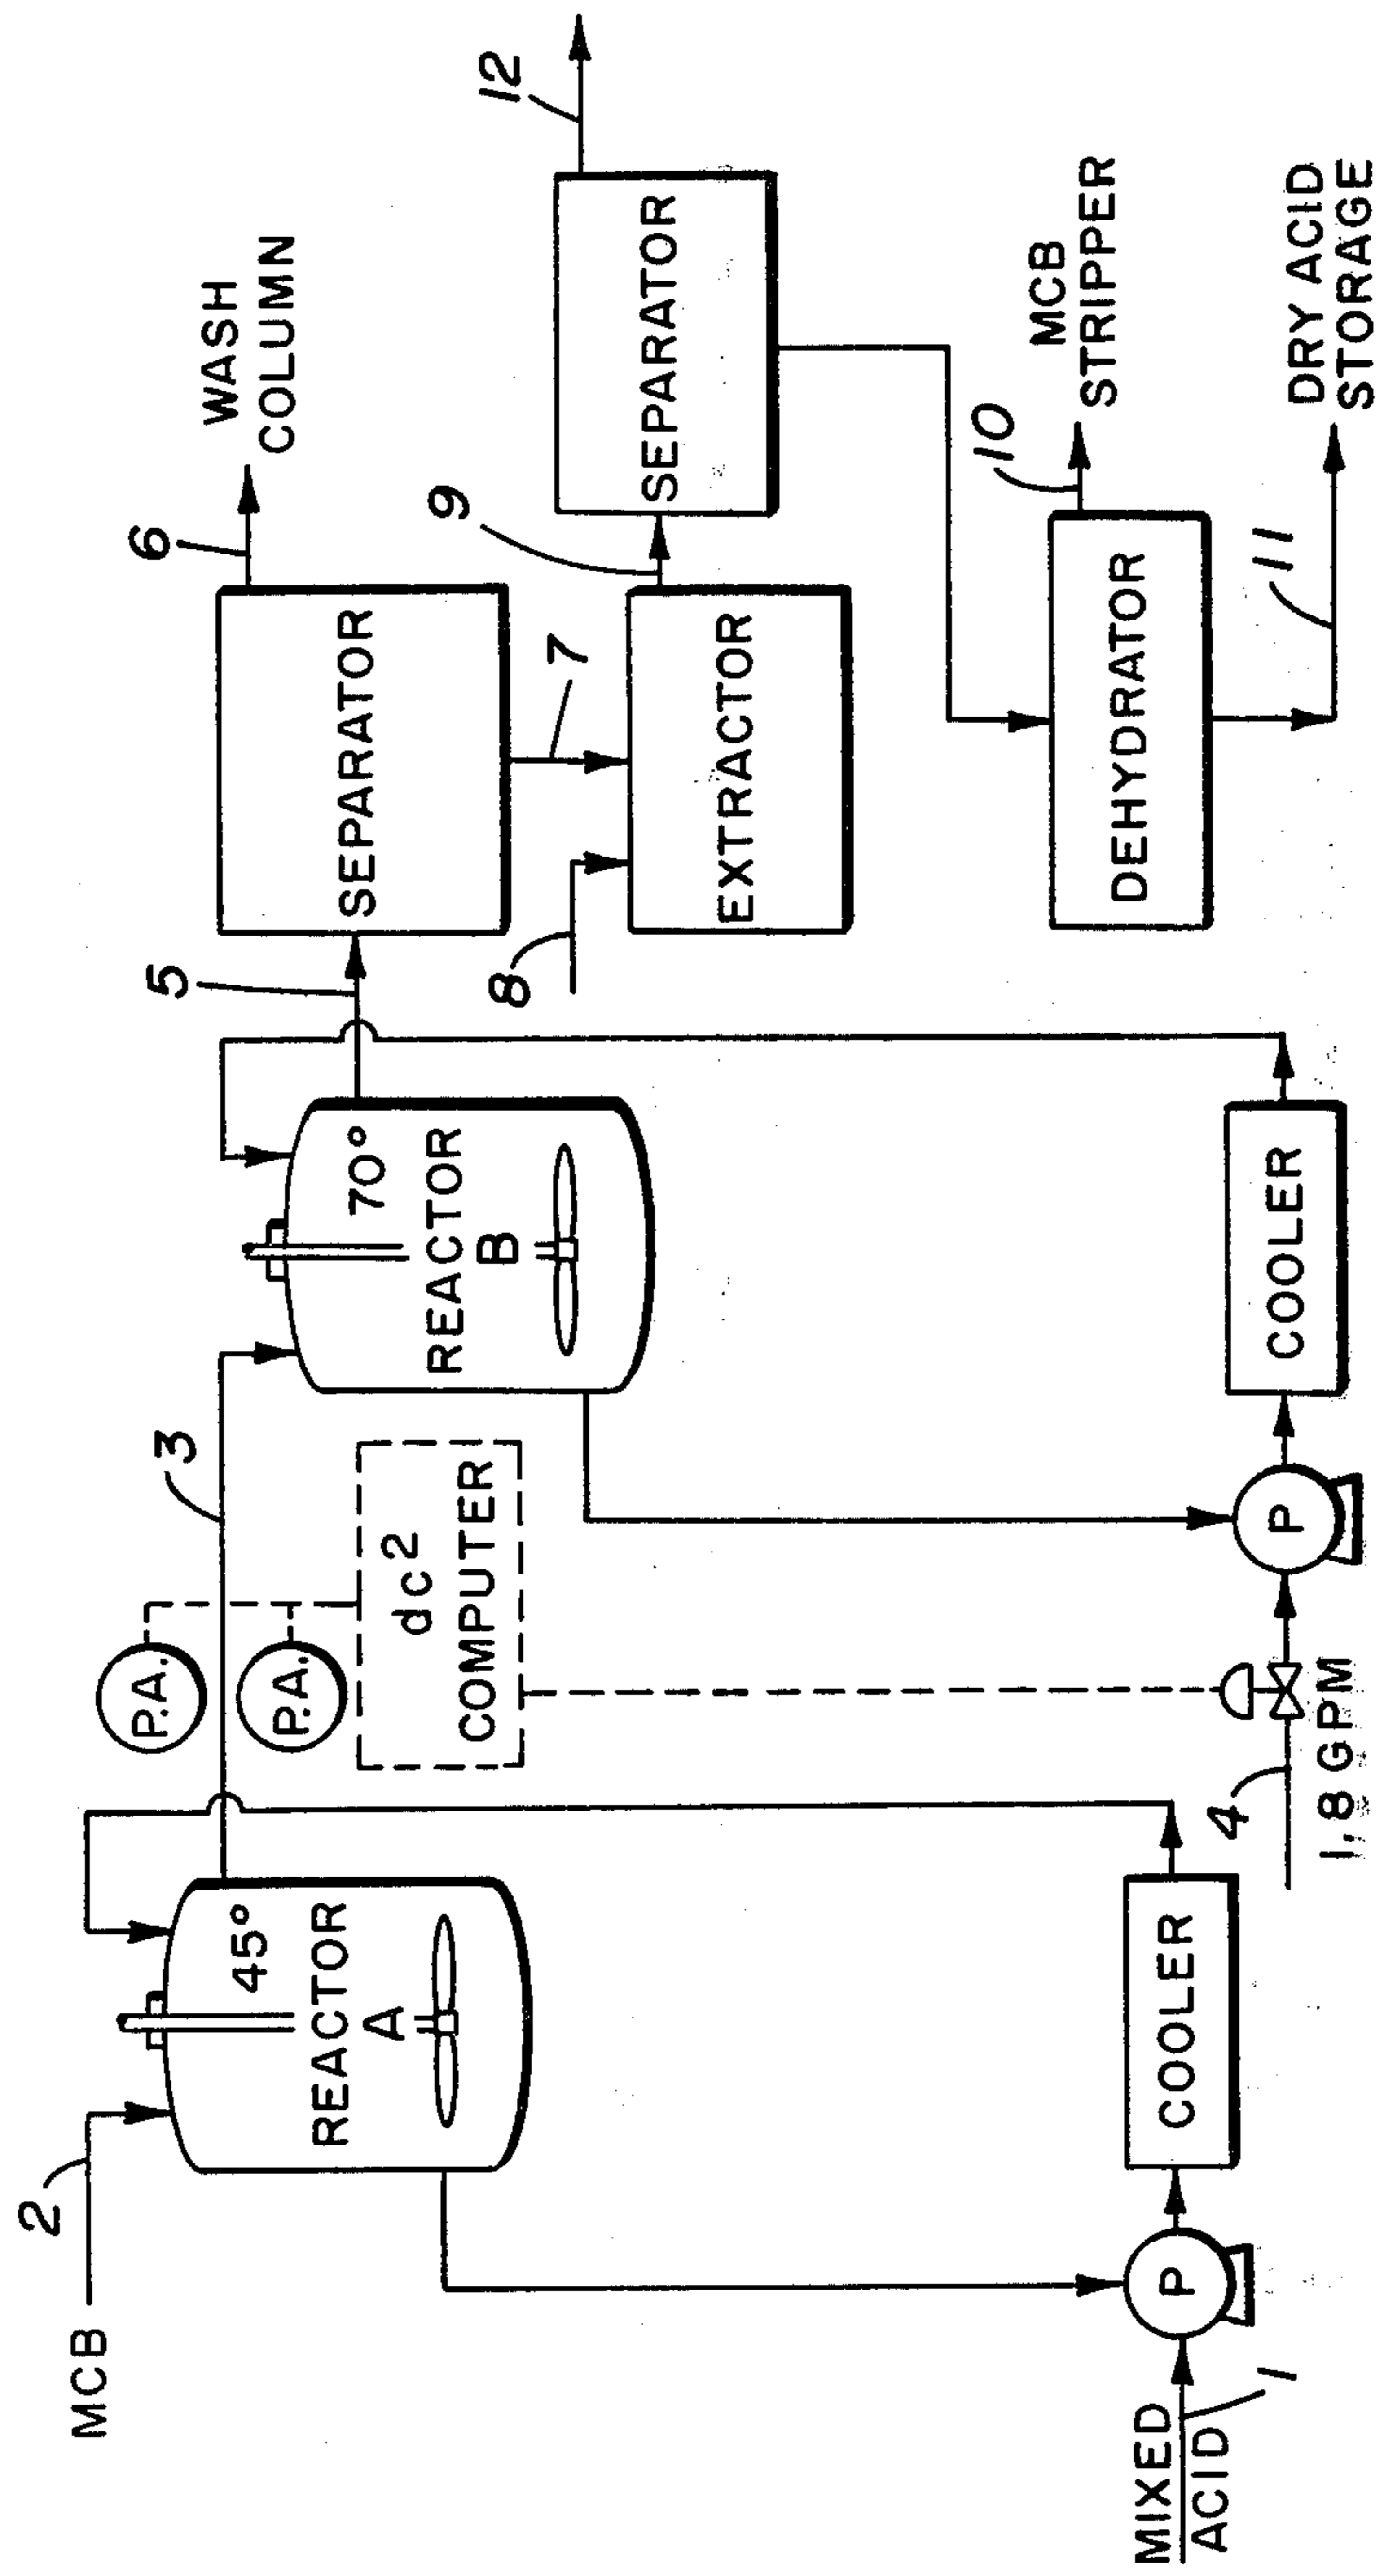 2
MCB
45°
REACTOR
A
MIXED
ACID
1
P
COOLER
3
P.A.
P.A.
dc2
COMPUTER
4
1,8 GPM
70°
REACTOR
B
P
COOLER
5
SEPARATOR
6
WASH
COLUMN
7
8
EXTRACTOR
9
SEPARATOR
12
DEHYDRATOR
10
MCB
STRIPPER
11
DRY ACID
STORAGE